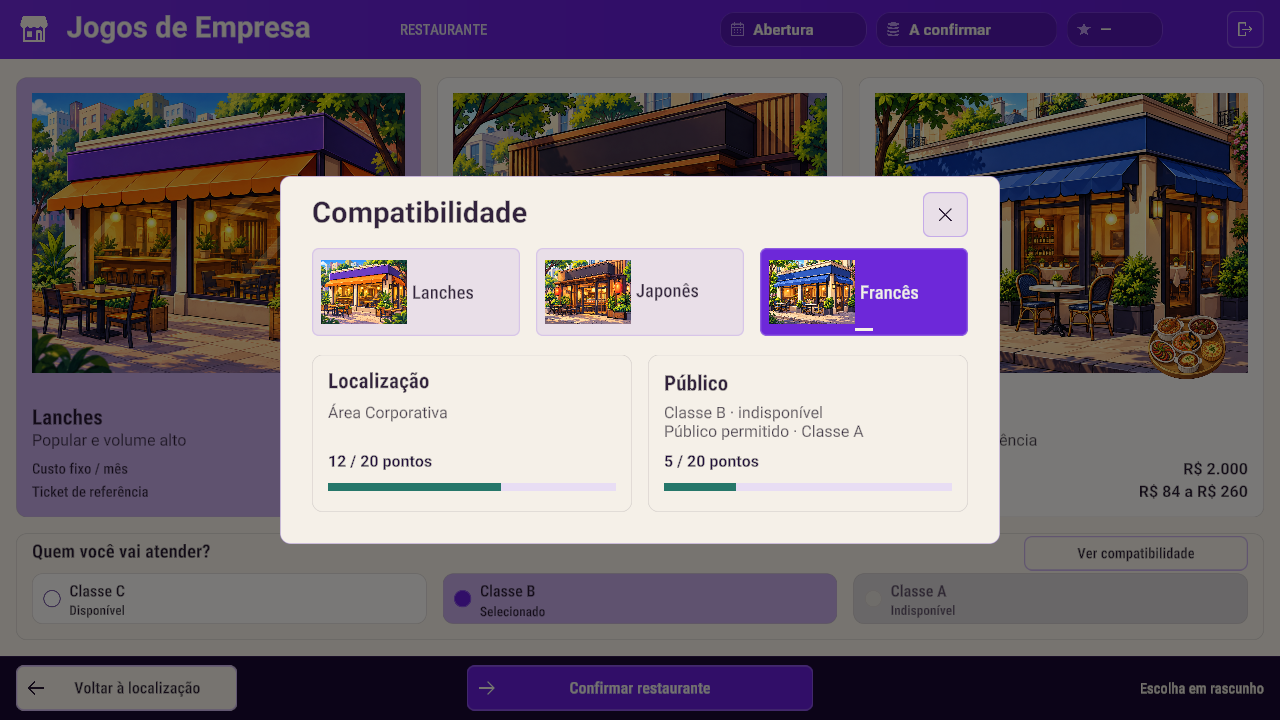 Jogos de Empresa
RESTAURANTE
Abertura
A confirmar
–
Compatibilidade
Lanches
Japonês
Francês
Localização
Área Corporativa
12 / 20 pontos
Público
Classe B · indisponível
Público permitido · Classe A
5 / 20 pontos
Lanches
Popular e volume alto
Custo fixo / mês
Ticket de referência
ência
R$ 2.000
R$ 84 a R$ 260
Quem você vai atender?
Ver compatibilidade
Classe C
Disponível
Classe B
Selecionado
Classe A
Indisponível
Voltar à localização
Confirmar restaurante
Escolha em rascunho